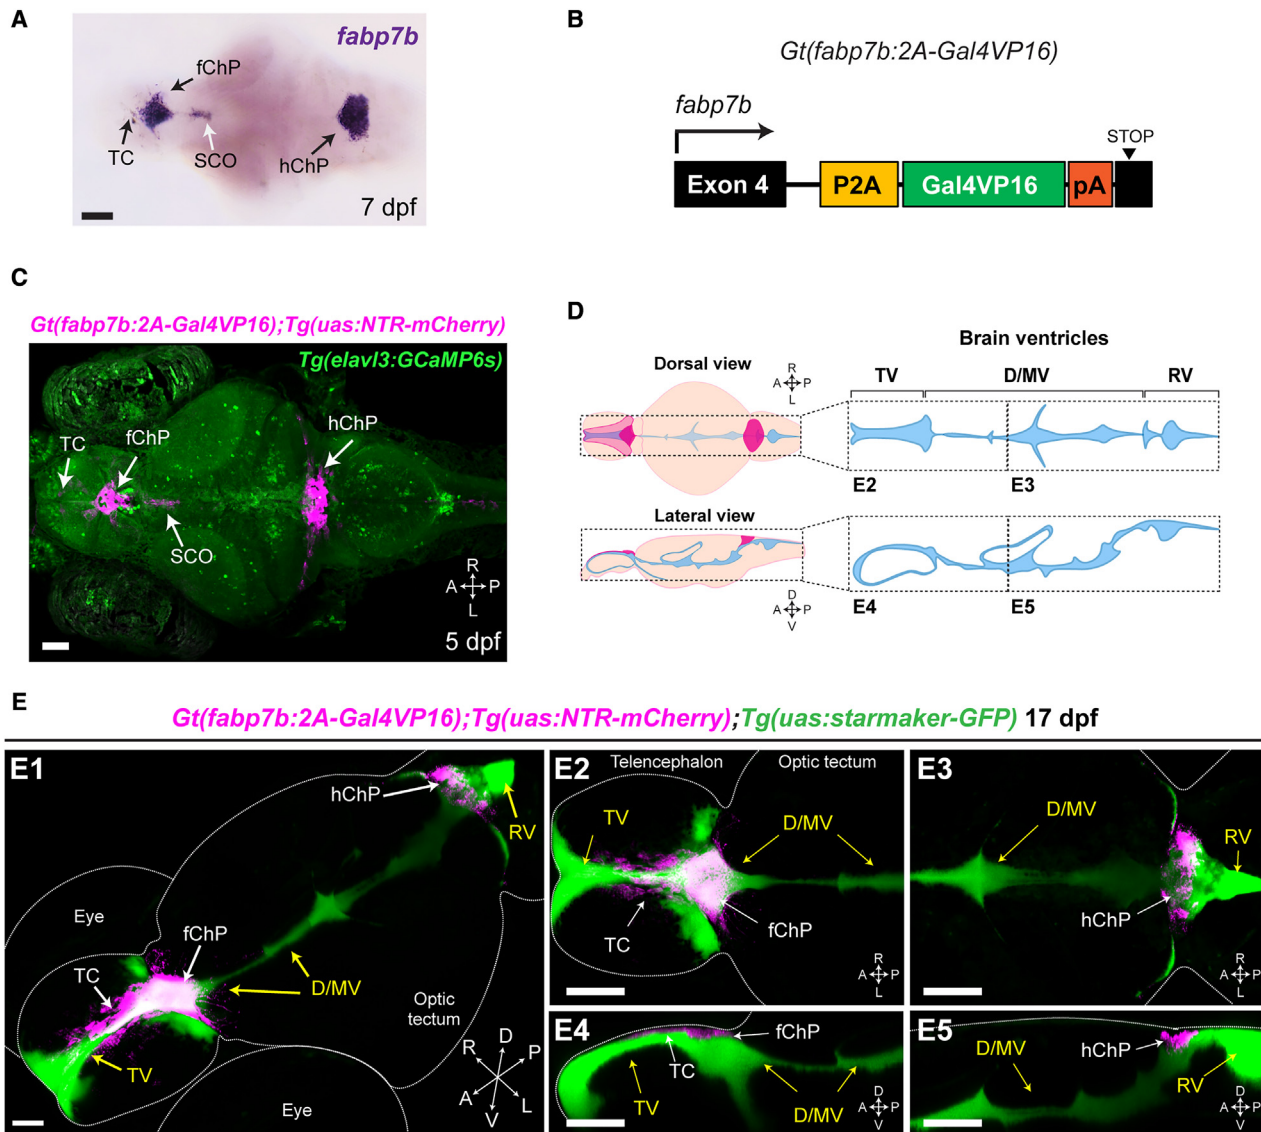 A
fabp7b
fChP
TC
SCO
hChP
7 dpf
B
Gt(fabp7b:2A-Gal4VP16)
fabp7b
STOP
Exon 4
P2A
Gal4VP16
pA
C
Gt(fabp7b:2A-Gal4VP16);Tg(uas:NTR-mCherry)
Tg(elavl3:GCaMP6s)
TC
fChP
hChP
SCO
R
A P
L
5 dpf
D
Brain ventricles
Dorsal view
R
A P
L
TV
D/MV
RV
E2
E3
Lateral view
D
A P
V
E4
E5
E
Gt(fabp7b:2A-Gal4VP16);Tg(uas:NTR-mCherry);Tg(uas:starmaker-GFP) 17 dpf
E1
hChP
RV
Eye
fChP
TC
D/MV
Optic
tectum
TV
Eye
D
R P
A L
V
E2
Telencephalon
Optic tectum
TV
D/MV
TC
fChP
R
A P
L
E3
D/MV
RV
hChP
R
A P
L
E4
fChP
TC
TV
D/MV
D
A P
V
E5
D/MV
hChP
RV
D
A P
V